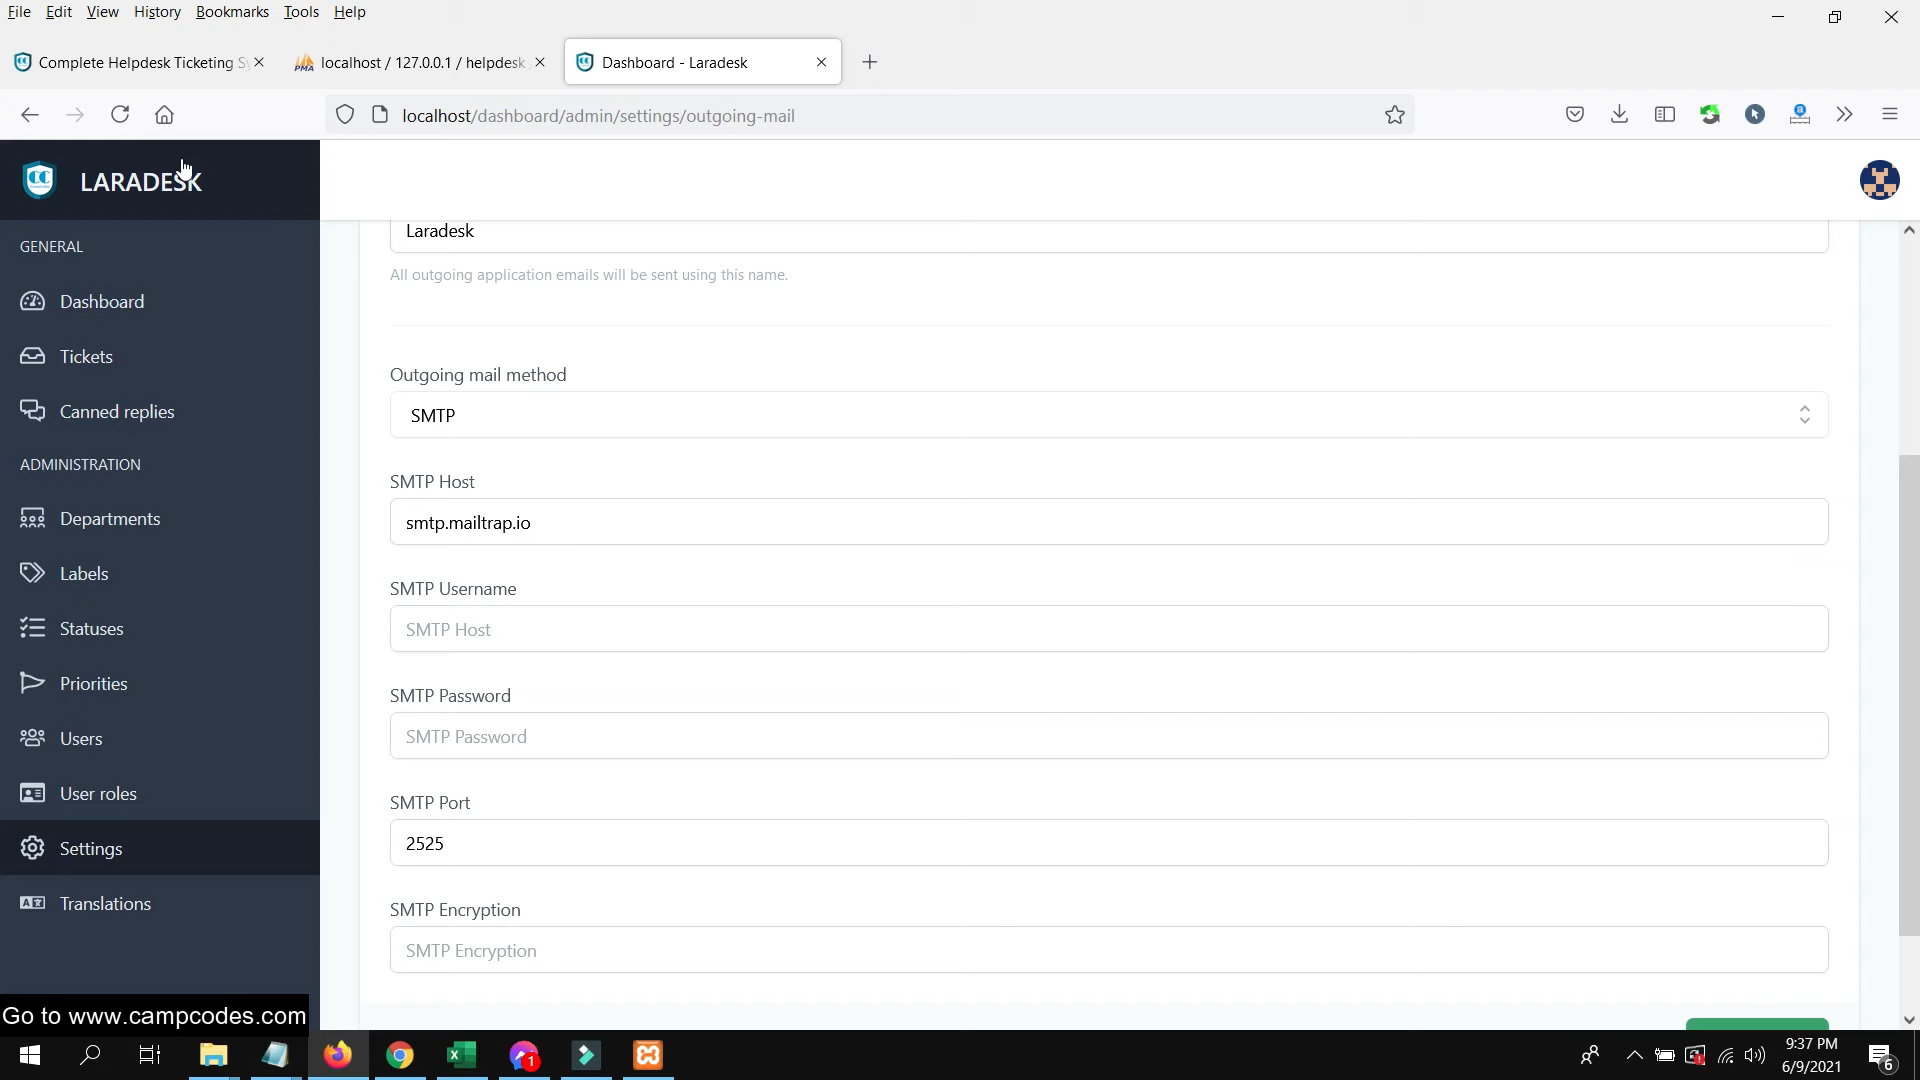 File Edit View History Bookmarks Tools Help
Complete Helpdesk Ticketing Sy
localhost / 127.0.0.1 / helpdesk
Dashboard - Laradesk
localhost/dashboard/admin/settings/outgoing-mail
LARADESK
GENERAL
Dashboard
Tickets
Canned replies
ADMINISTRATION
Departments
Labels
Statuses
Priorities
Users
User roles
Settings
Translations
Laradesk
All outgoing application emails will be sent using this name.
Outgoing mail method
SMTP
SMTP Host
smtp.mailtrap.io
SMTP Username
SMTP Host
SMTP Password
SMTP Password
SMTP Port
2525
SMTP Encryption
SMTP Encryption
Go to www.campcodes.com
1
9:37 PM
6/9/2021
6